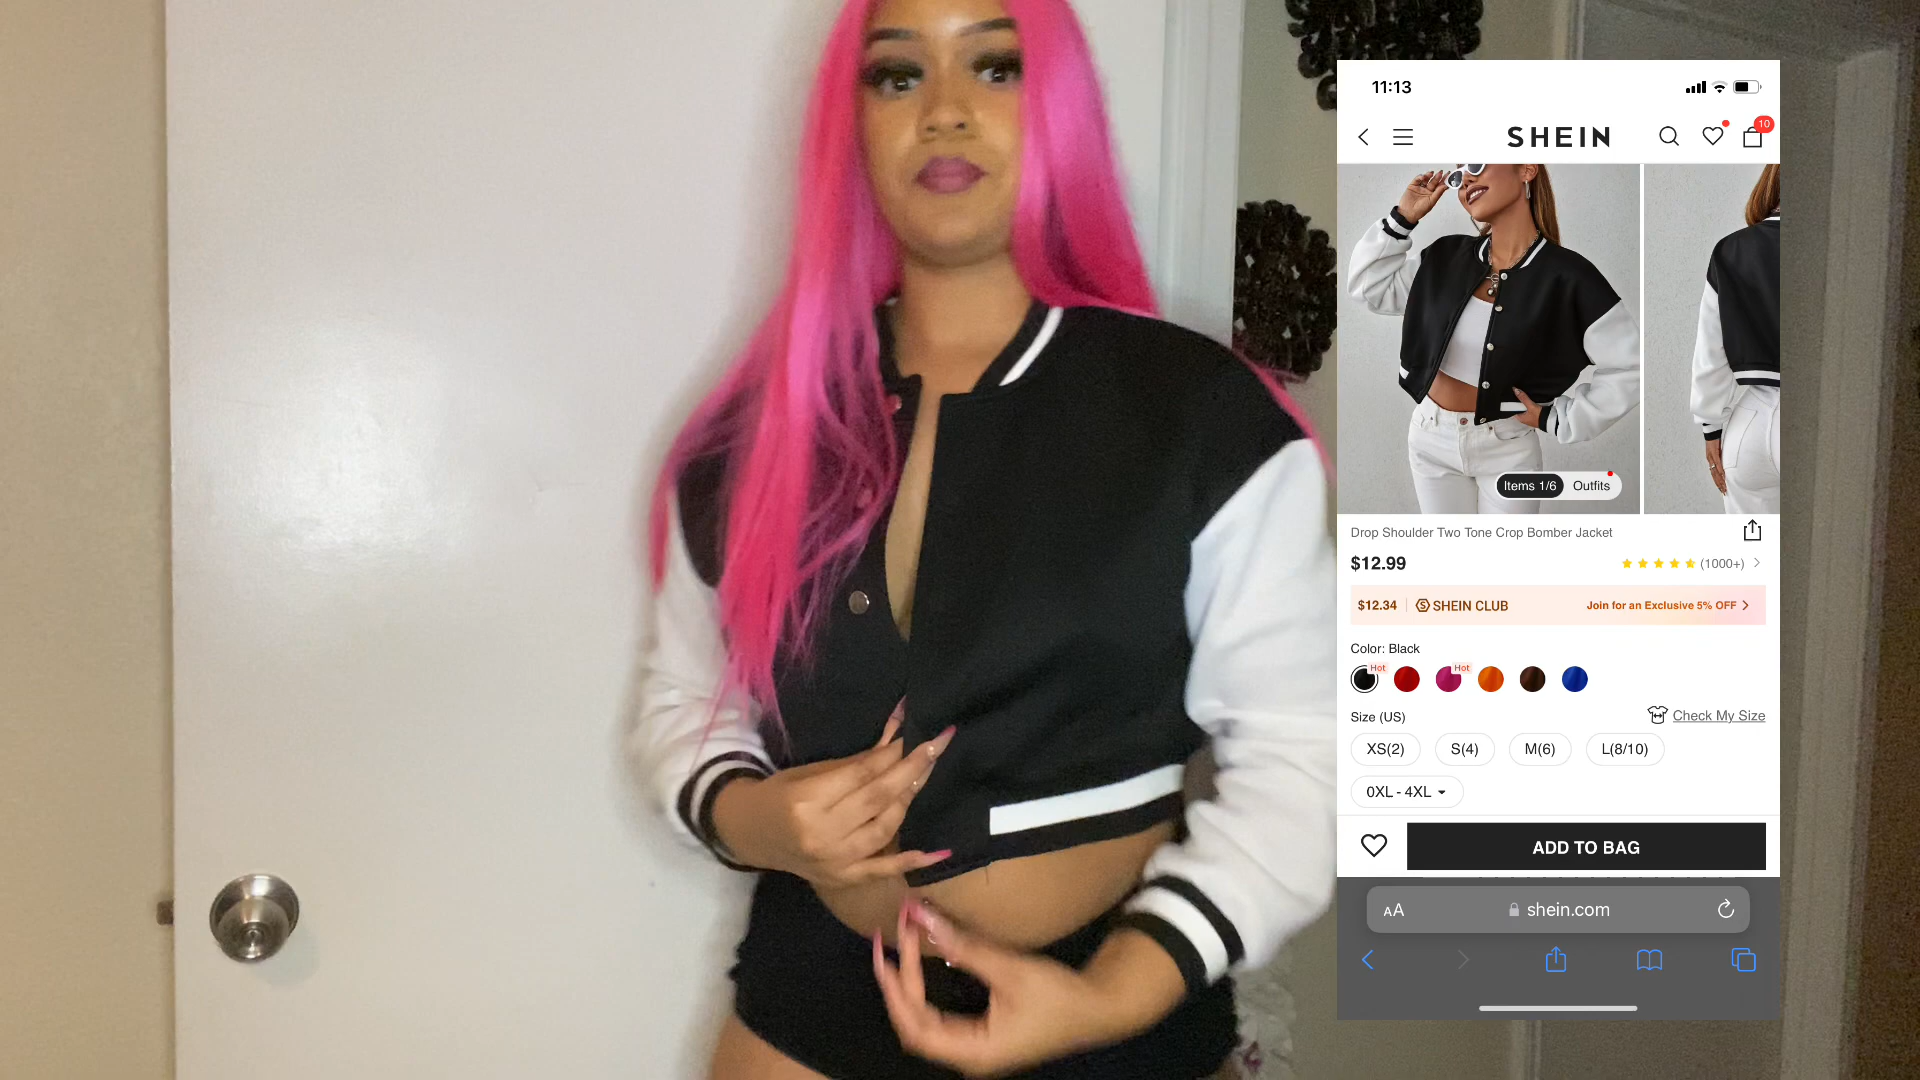 11:13
SHEIN
10
Items 1/6 Outfits
Drop Shoulder Two Tone Crop Bomber Jacket
$12.99
(1000+)
$12.34 S SHEIN CLUB Join for an Exclusive 5% OFF
Color: Black
Hot Hot
Size (US) Check My Size
XS(2) S(4) M(6) L(8/10)
0XL - 4XL
ADD TO BAG
AA shein.com